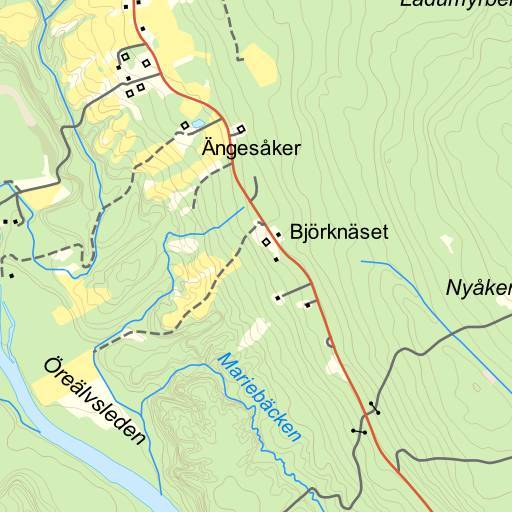 Ängesåker
Björknäset
Nyåker
Mariebäcken
Öreälvsleden